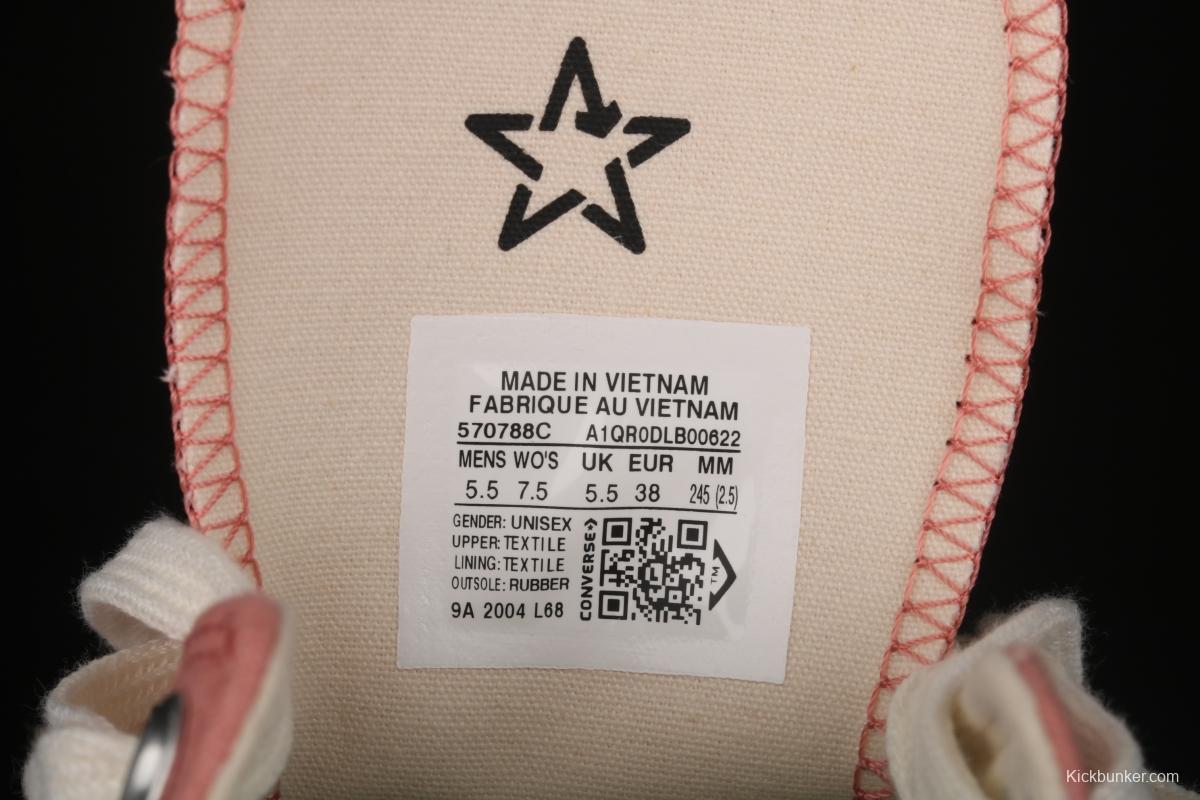 MADE IN VIETNAM
FABRIQUE AU VIETNAM
570788C A1QR0DLB00622
MENS WO'S UK EUR MM
5.5 7.5 5.5 38 245 (2.5)
GENDER: UNISEX
UPPER: TEXTILE
LINING: TEXTILE
OUTSOLE: RUBBER
9A 2004 L68
CONVERSE
TM
Kickbunker.com